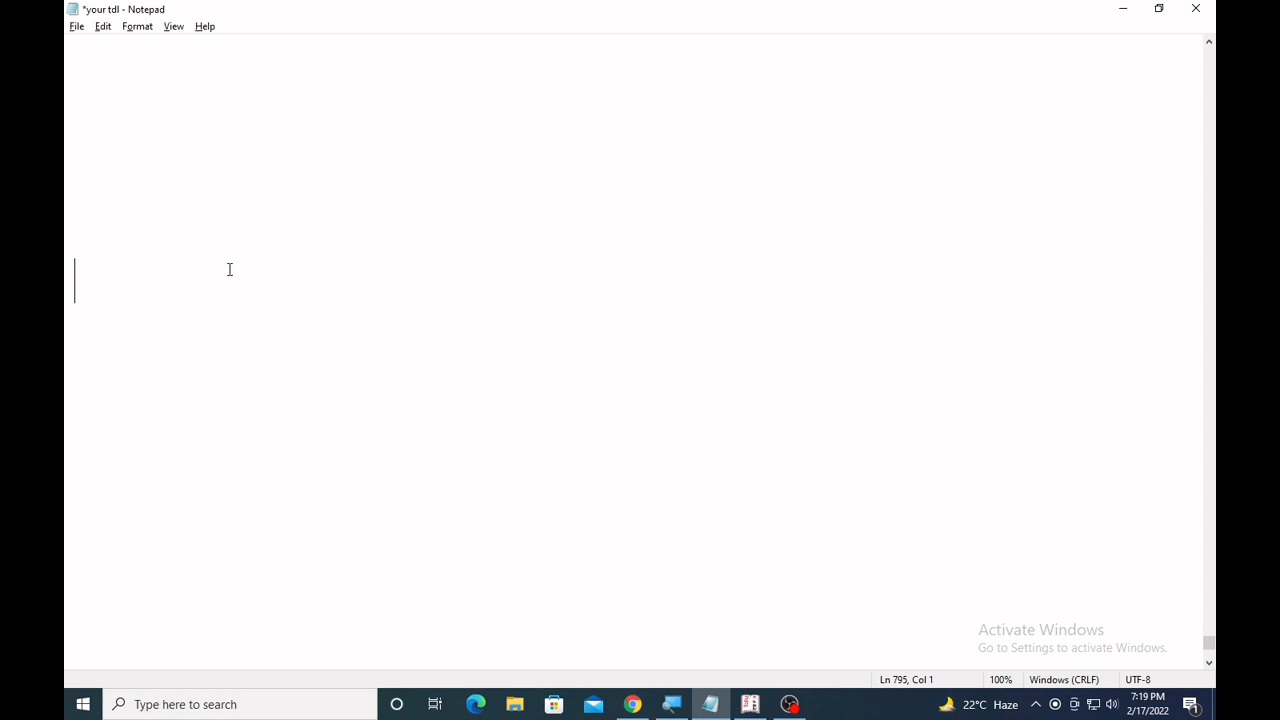 *your tdl - Notepad
File Edit Format View Help
Activate Windows
Go to Settings to activate Windows.
Ln 795, Col 1 100% Windows (CRLF) UTF-8
Type here to search 22°C Haze 7:19 PM
2/17/2022 1